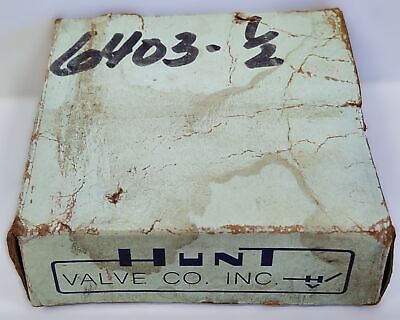 6403-1/2
HUNT
VALVE CO. INC.